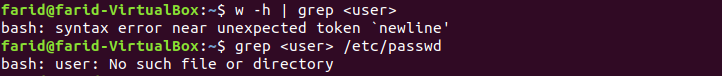 farid@farid-VirtualBox:~$ w -h | grep <user>
bash: syntax error near unexpected token `newline'
farid@farid-VirtualBox:~$ grep <user> /etc/passwd
bash: user: No such file or directory